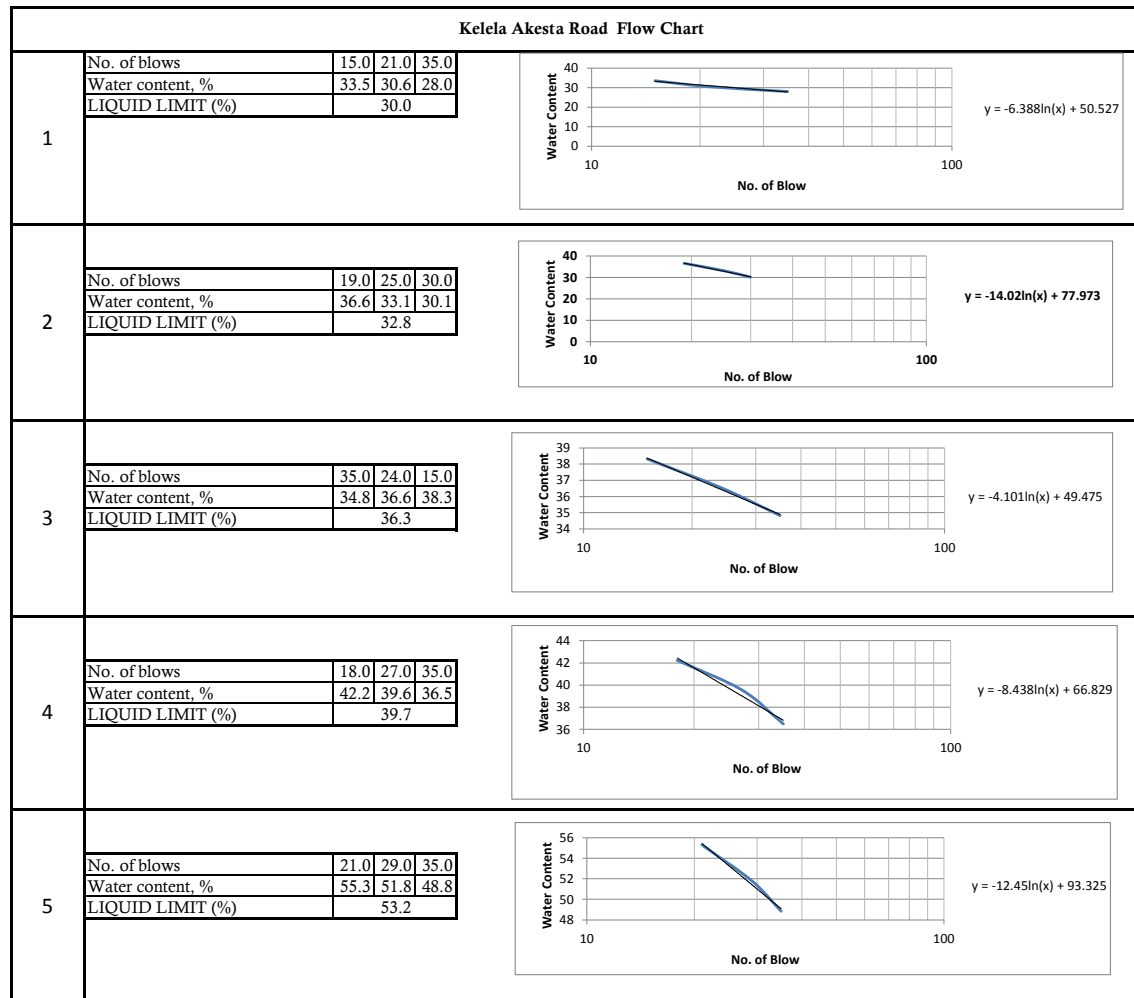 Kelela Akesta Road Flow Chart
1
No. of blows 15.0 21.0 35.0
Water content, % 33.5 30.6 28.0
LIQUID LIMIT (%) 30.0
Water Content
40
30
20
10
0
10 100
No. of Blow
y = -6.388ln(x) + 50.527
2
No. of blows 19.0 25.0 30.0
Water content, % 36.6 33.1 30.1
LIQUID LIMIT (%) 32.8
Water Content
40
30
20
10
0
10 100
No. of Blow
y = -14.02ln(x) + 77.973
3
No. of blows 35.0 24.0 15.0
Water content, % 34.8 36.6 38.3
LIQUID LIMIT (%) 36.3
Water Content
39
38
37
36
35
34
10 100
No. of Blow
y = -4.101ln(x) + 49.475
4
No. of blows 18.0 27.0 35.0
Water content, % 42.2 39.6 36.5
LIQUID LIMIT (%) 39.7
Water Content
44
42
40
38
36
10 100
No. of Blow
y = -8.438ln(x) + 66.829
5
No. of blows 21.0 29.0 35.0
Water content, % 55.3 51.8 48.8
LIQUID LIMIT (%) 53.2
Water Content
56
54
52
50
48
10 100
No. of Blow
y = -12.45ln(x) + 93.325